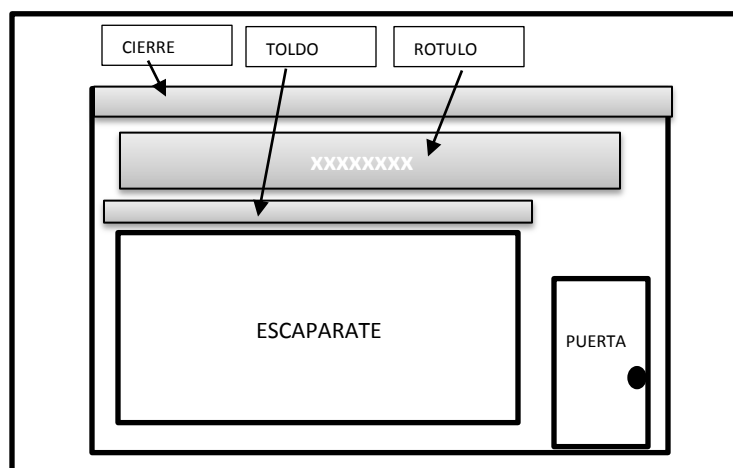 CIERRE
TOLDO
ROTULO
XXXXXXXX
ESCAPARATE
PUERTA